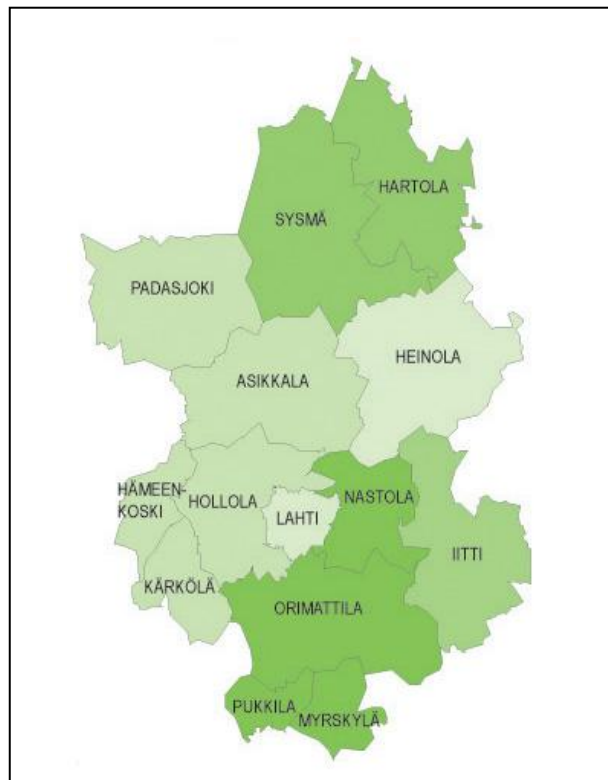 HARTOLA
SYSMÄ
PADASJOKI
HEINOLA
ASIKKALA
HÄMEEN-
KOSKI
HOLLOLA
NASTOLA
LAHTI
IITTI
KÄRKÖLÄ
ORIMATTILA
PUKKILA
MYRSKYLÄ